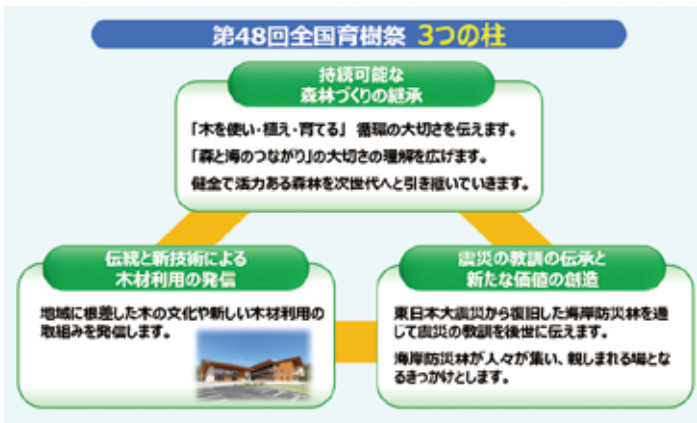 第48回全国育樹祭 3つの柱
持続可能な
森林づくりの継承
「木を使い・植え・育てる」 循環の大切さを伝えます。
「森と海のつながり」の大切さの理解を広げます。
健全で活力ある森林を次世代へと引き継いでいきます。
伝統と新技術による
木材利用の発信
地域に根差した木の文化や新しい木材利用の
取組みを発信します。
震災の教訓の伝承と
新たな価値の創造
東日本大震災から復旧した海岸防災林を通
じて震災の教訓を後世に伝えます。
海岸防災林が人々が集い、親しまれる場とな
るきっかけとします。